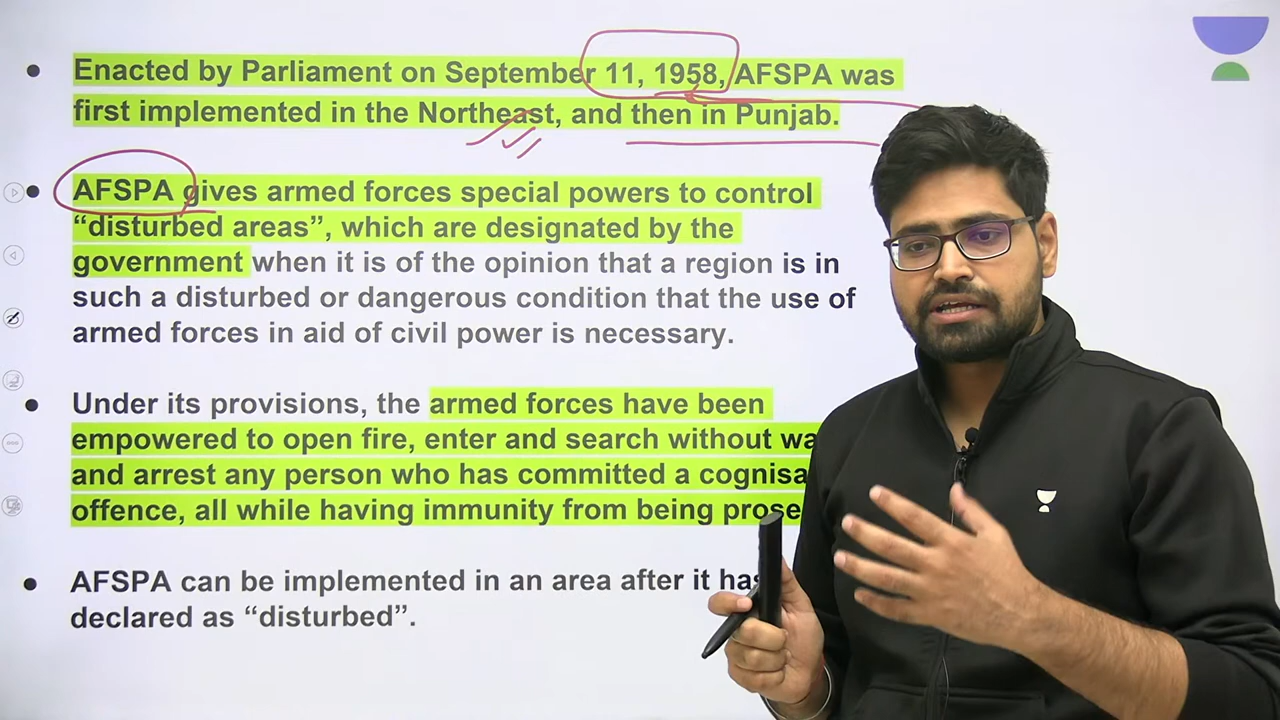 Enacted by Parliament on September 11, 1958, AFSPA was
first implemented in the Northeast, and then in Punjab.
AFSPA gives armed forces special powers to control
“disturbed areas”, which are designated by the
government when it is of the opinion that a region is in
such a disturbed or dangerous condition that the use of
armed forces in aid of civil power is necessary.
Under its provisions, the armed forces have been
empowered to open fire, enter and search without
and arrest any person who has committed a
offence, all while having immunity from being
AFSPA can be implemented in an area after it has
declared as “disturbed”.